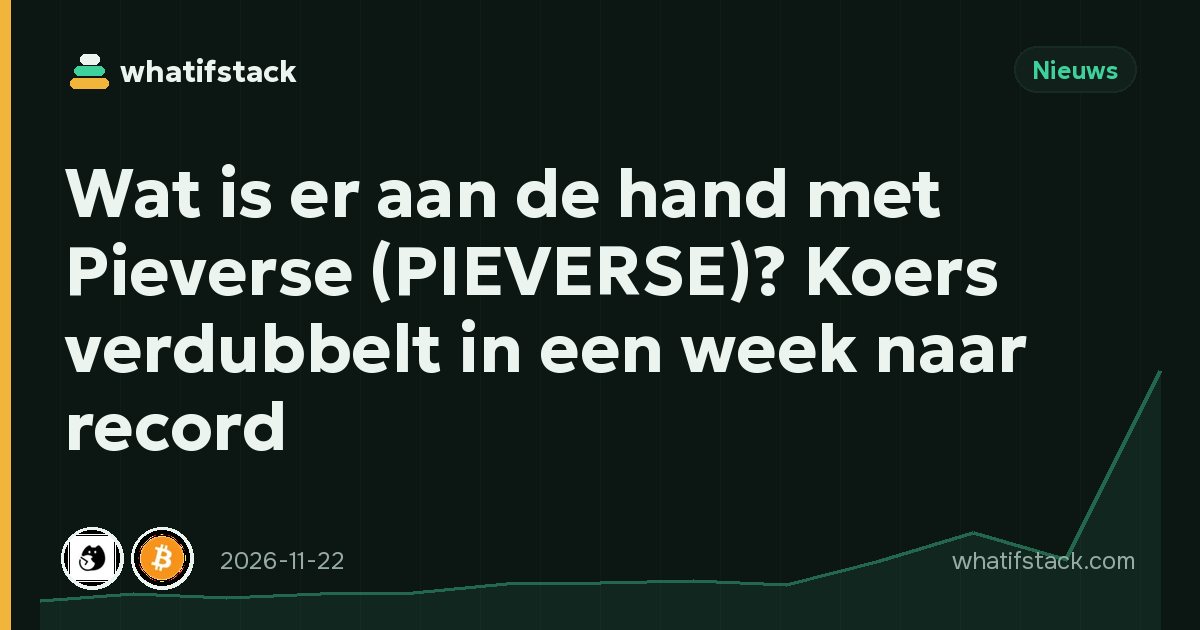 whatifstack
Nieuws
Wat is er aan de hand met
Pieverse (PIEVERSE)? Koers
verdubbelt in een week naar
record
2026-11-22
whatifstack.com